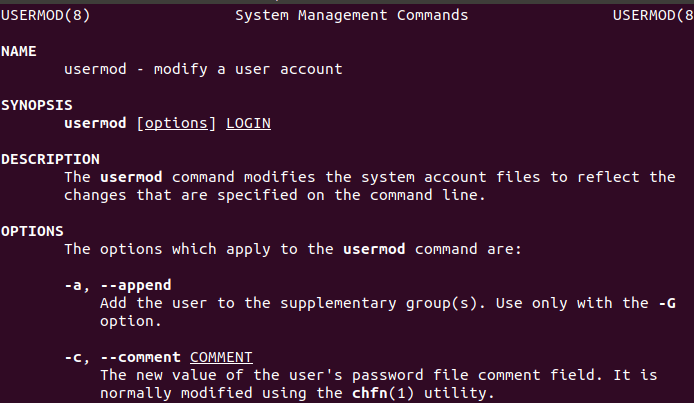 USERMOD(8) System Management Commands USERMOD(8
NAME
usermod - modify a user account
SYNOPSIS
usermod [options] LOGIN
DESCRIPTION
The usermod command modifies the system account files to reflect the
changes that are specified on the command line.
OPTIONS
The options which apply to the usermod command are:
-a, --append
Add the user to the supplementary group(s). Use only with the -G
option.
-c, --comment COMMENT
The new value of the user's password file comment field. It is
normally modified using the chfn(1) utility.